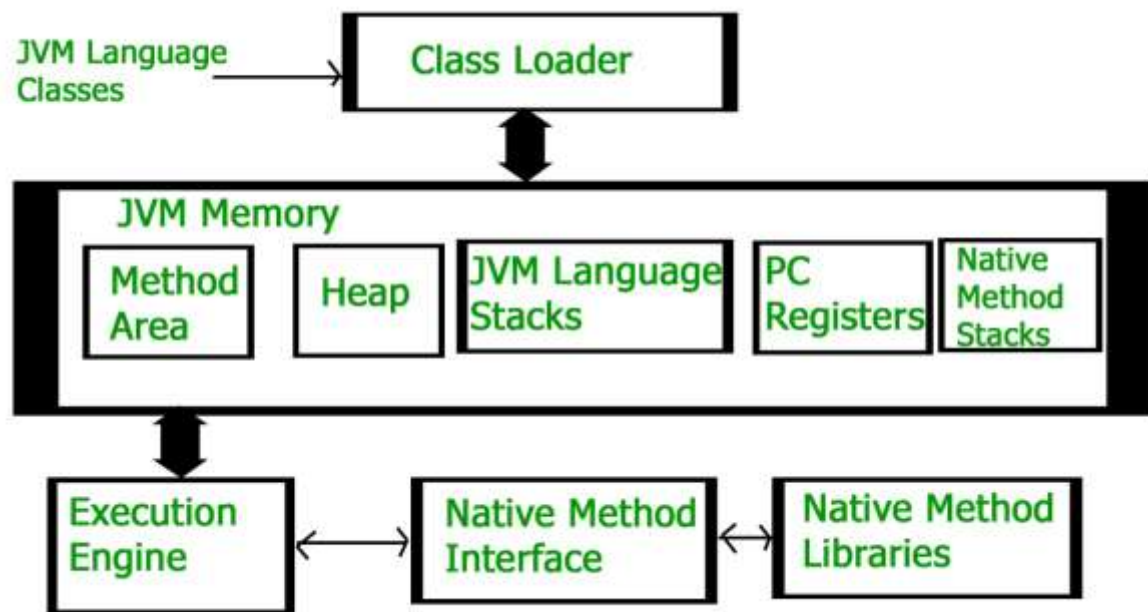 JVM Language
Classes
Class Loader
JVM Memory
Method
Area
Heap
JVM Language
Stacks
PC
Registers
Native
Method
Stacks
Execution
Engine
Native Method
Interface
Native Method
Libraries